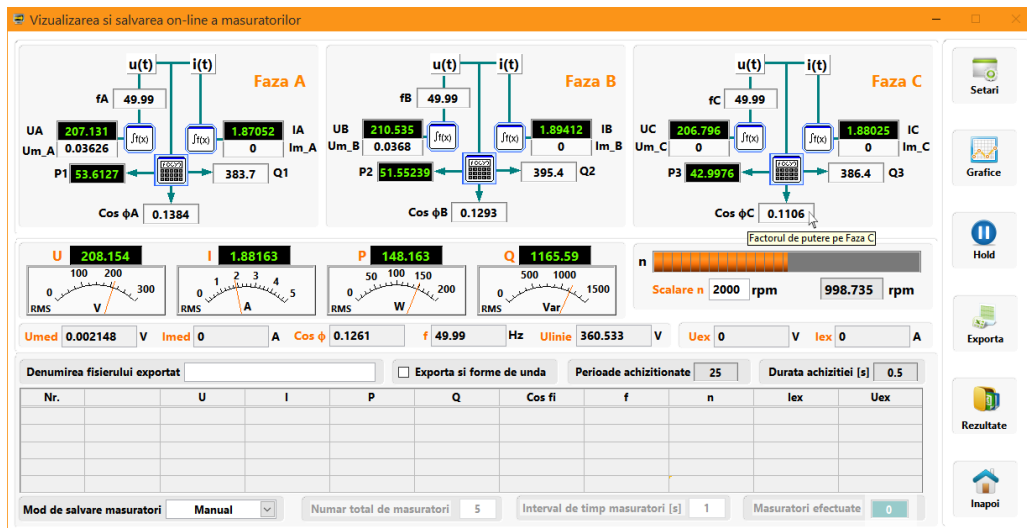 Vizualizarea si salvarea on-line a masuratorilor
u(t) i(t) Faza A
fA 49.99
UA 207.131 ∫f(x) ∫f(x) 1.87052 IA
Um_A 0.03626 0 Im_A
P1 53.6127 383.7 Q1
Cos ϕA 0.1384
u(t) i(t) Faza B
fB 49.99
UB 210.535 ∫f(x) ∫f(x) 1.89412 IB
Um_B 0.0368 0 Im_B
P2 51.55239 395.4 Q2
Cos ϕB 0.1293
u(t) i(t) Faza C
fC 49.99
UC 206.796 ∫f(x) ∫f(x) 1.88025 IC
Um_C 0 0 Im_C
P3 42.9976 386.4 Q3
Cos ϕC 0.1106
Factorul de putere pe Faza C
U 208.154
0 100 200 300
RMS V
I 1.88163
0 1 2 3 4 5
RMS A
P 148.163
0 50 100 150 200
RMS W
Q 1165.59
0 500 1000 1500
RMS Var
n
Scalare n 2000 rpm 998.735 rpm
Umed 0.002148 V Imed 0 A Cos ϕ 0.1261 f 49.99 Hz Ulinie 360.533 V Uex 0 V Iex 0 A
Denumirea fisierului exportat Exporta si forme de unda Perioade achizitionate 25 Durata achizitiei [s] 0.5
Nr. U I P Q Cos fi f n Iex Uex
Mod de salvare masuratori Manual Numar total de masuratori 5 Interval de timp masuratori [s] 1 Masuratori efectuate 0
Setari
Grafice
Hold
Exporta
Rezultate
Inapoi